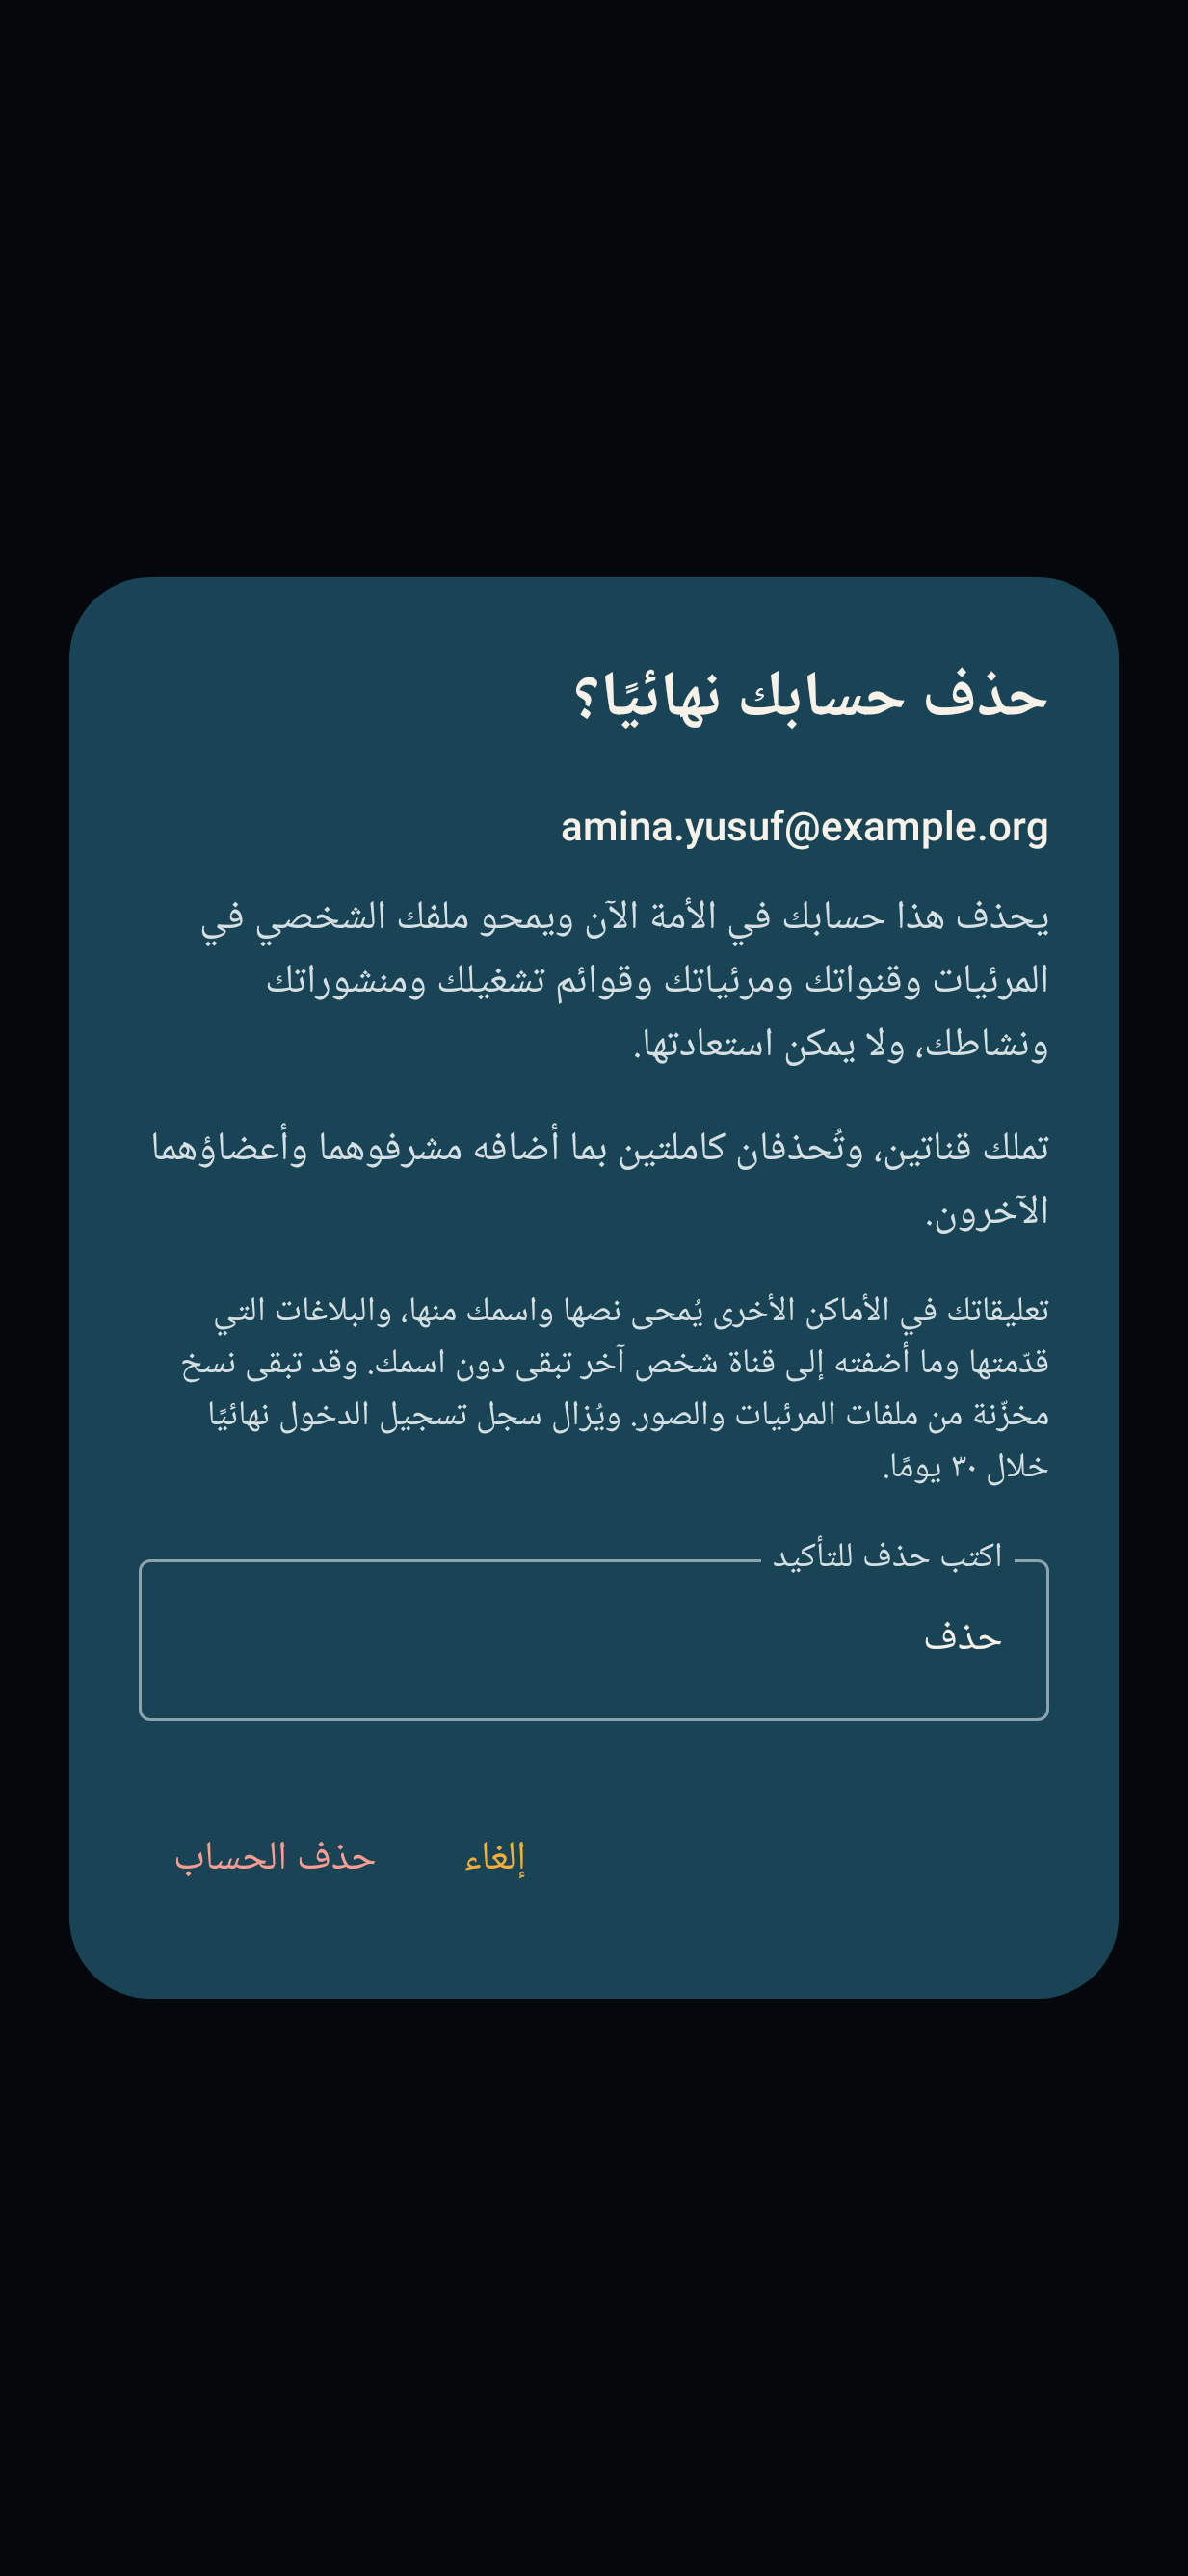 حذف حسابك نهائيًا؟
amina.yusuf@example.org
يحذف هذا حسابك في الأمة الآن ويمحو ملفك الشخصي في
المرئيات وقنواتك ومرئياتك وقوائم تشغيلك ومنشوراتك
ونشاطك، ولا يمكن استعادتها.
تملك قناتين، وتُحذفان كاملتين بما أضافه مشرفوهما وأعضاؤهما
الآخرون.
تعليقاتك في الأماكن الأخرى يُمحى نصها واسمك منها، والبلاغات التي
قدّمتها وما أضفته إلى قناة شخص آخر تبقى دون اسمك. وقد تبقى نسخ
مخزّنة من ملفات المرئيات والصور. ويُزال سجل تسجيل الدخول نهائيًا
خلال ٣٠ يومًا.
اكتب حذف للتأكيد
حذف
إلغاء
حذف الحساب